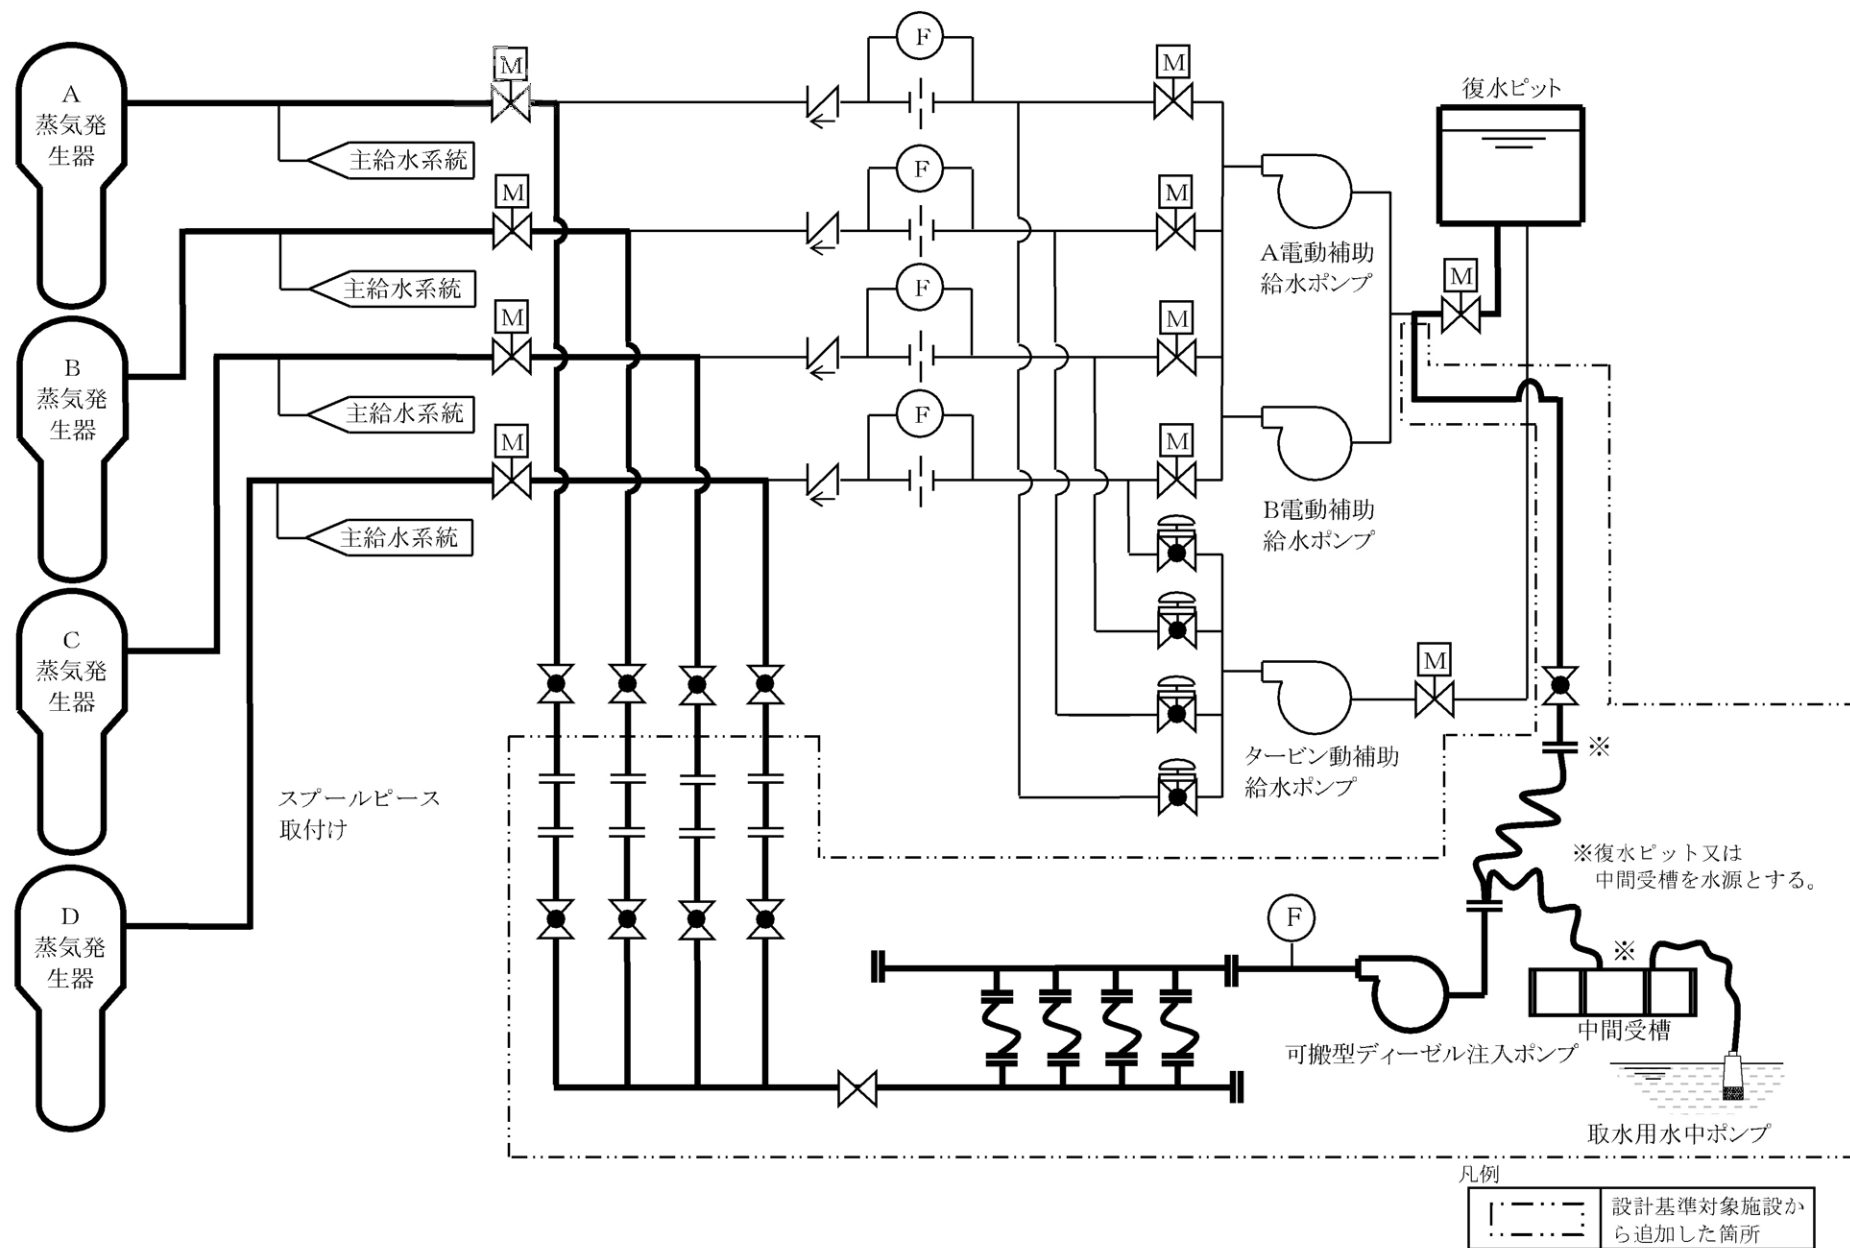 A
蒸気発
生器
B
蒸気発
生器
C
蒸気発
生器
D
蒸気発
生器
M
主給水系統
M
主給水系統
M
主給水系統
M
主給水系統
スプールピース
取付け
F
F
F
F
M
M
M
M
A電動補助
給水ポンプ
B電動補助
給水ポンプ
タービン動補助
給水ポンプ
復水ピット
M
M
※
※復水ピット又は
中間受槽を水源とする。
F
可搬型ディーゼル注入ポンプ
※
中間受槽
取水用水中ポンプ
凡例
設計基準対象施設か
ら追加した箇所